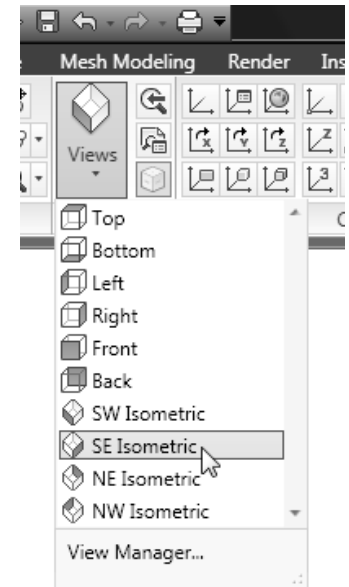 Mesh Modeling Render Ins
Views
Top
Bottom
Left
Right
Front
Back
SW Isometric
SE Isometric
NE Isometric
NW Isometric
View Manager...